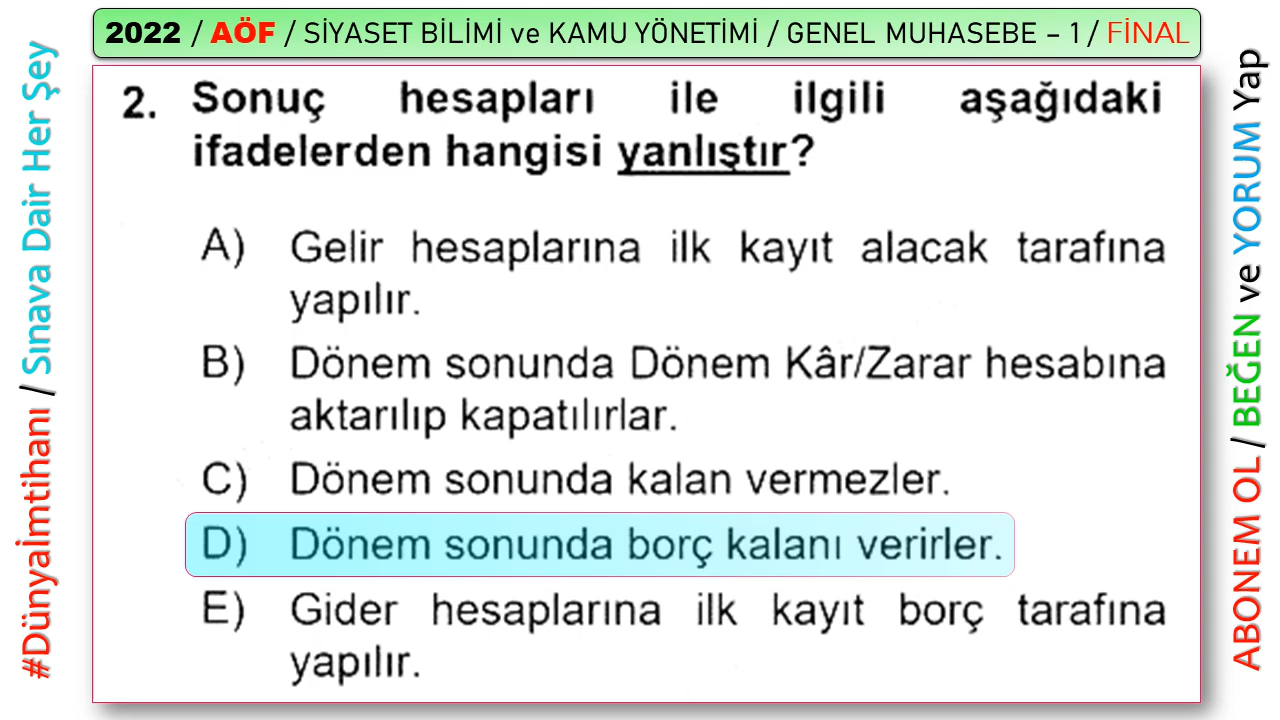 2022 / AÖF / SİYASET BİLİMİ ve KAMU YÖNETİMİ / GENEL MUHASEBE – 1 / FİNAL
#Dünyaİmtihanı / Sınava Dair Her Şey
2. Sonuç hesapları ile ilgili aşağıdaki
ifadelerden hangisi yanlıştır?
A) Gelir hesaplarına ilk kayıt alacak tarafına
yapılır.
B) Dönem sonunda Dönem Kâr/Zarar hesabına
aktarılıp kapatılırlar.
C) Dönem sonunda kalan vermezler.
D) Dönem sonunda borç kalanı verirler.
E) Gider hesaplarına ilk kayıt borç tarafına
yapılır.
ABONEM OL / BEĞEN ve YORUM Yap